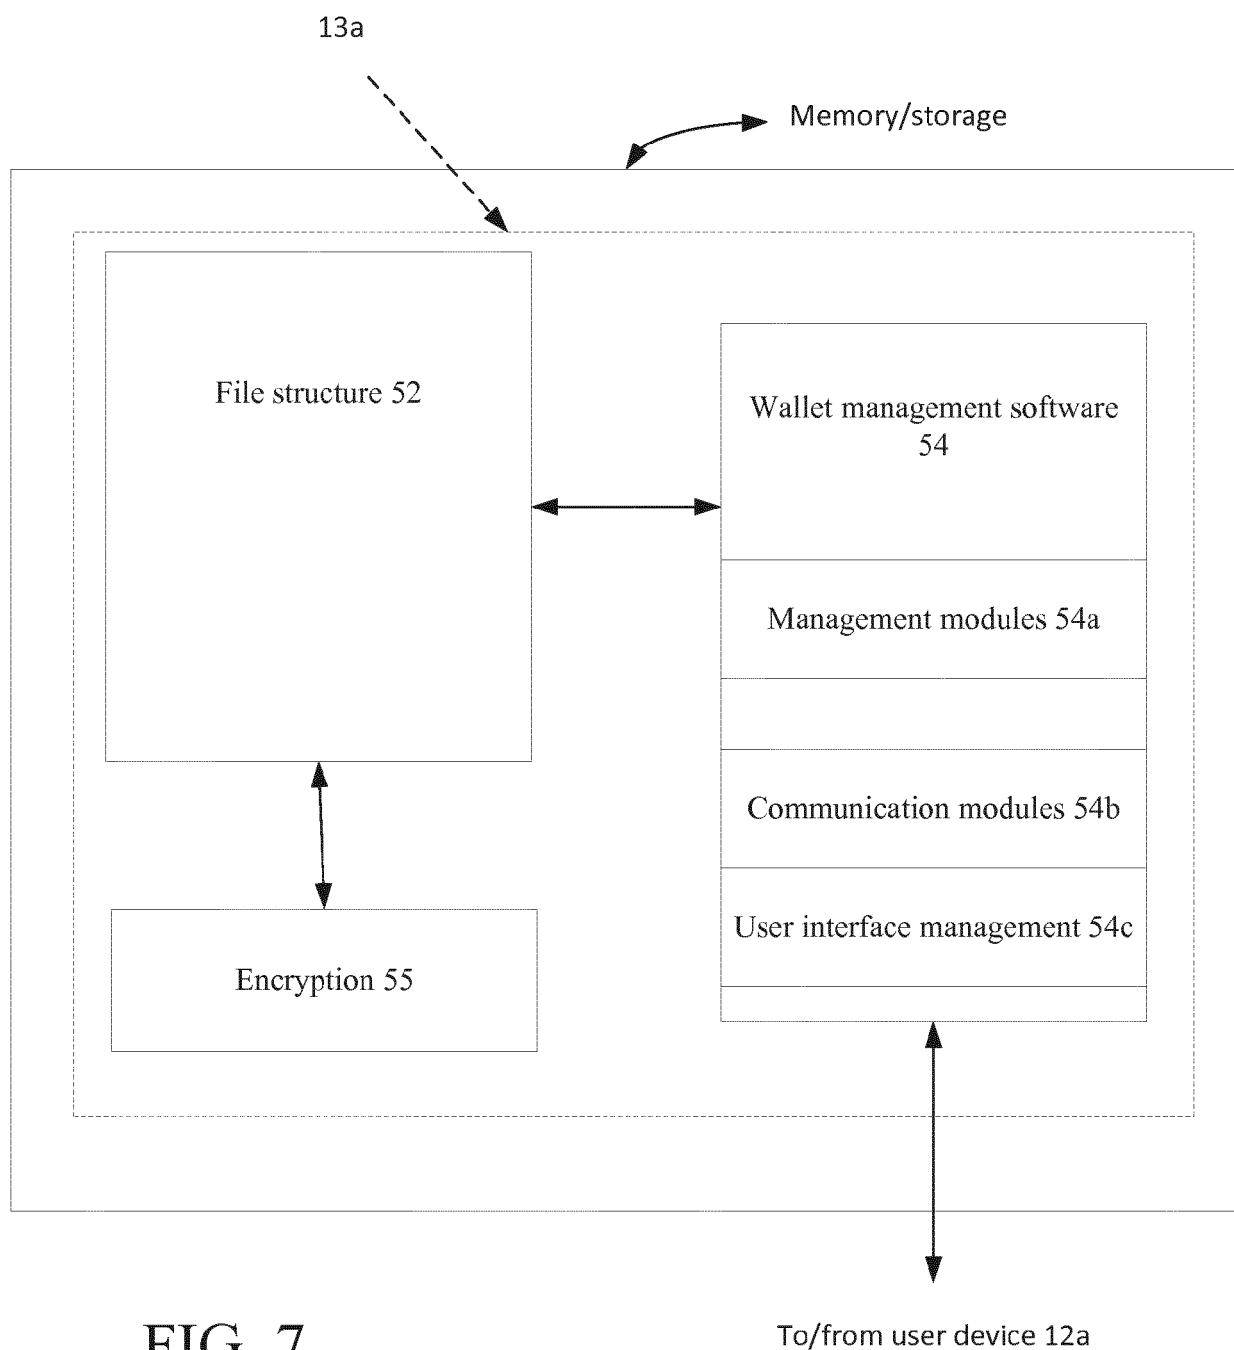 13a
Memory/storage
File structure 52
Wallet management software
54
Management modules 54a
Communication modules 54b
User interface management 54c
Encryption 55
To/from user device 12a
FIG. 7